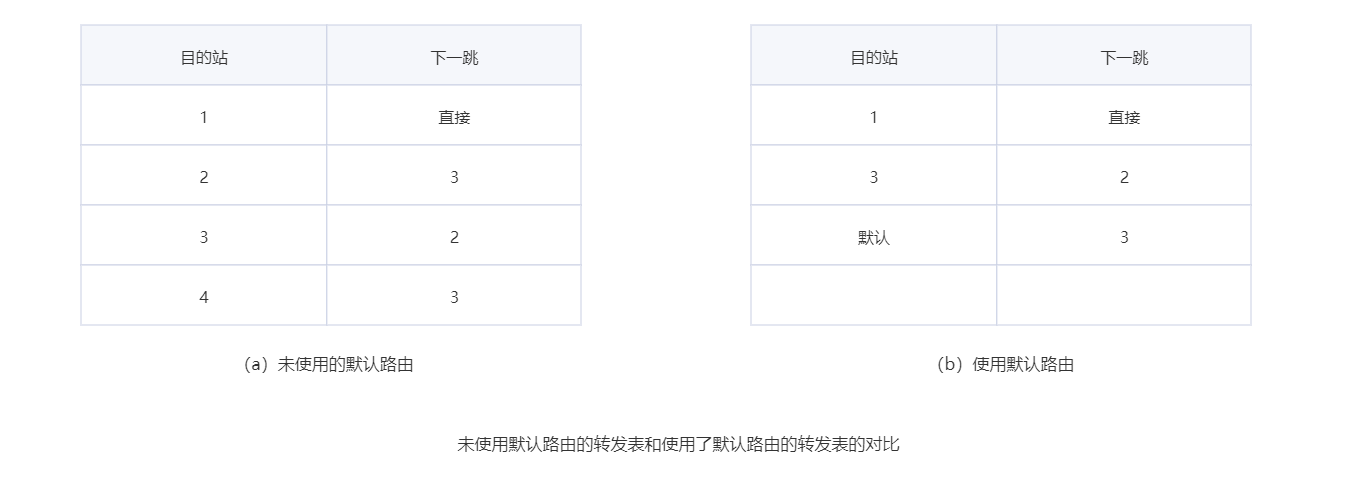 目的站 下一跳 目的站 下一跳
1 直接 1 直接
2 3 3 2
3 2 默认 3
4 3
（a）未使用的默认路由 （b）使用默认路由
未使用默认路由的转发表和使用了默认路由的转发表的对比